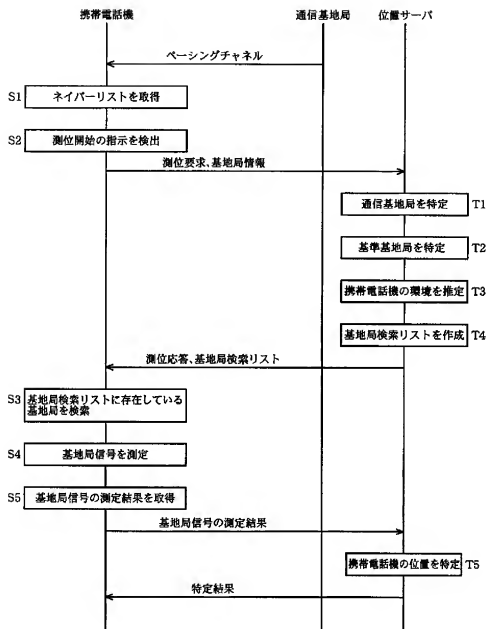 携帯電話機 通信基地局 位置サーバ
ページングチャネル
S1 ネイバーリストを取得
S2 測位開始の指示を検出
測位要求、基地局情報
通信基地局を特定 T1
基準基地局を特定 T2
携帯電話機の環境を推定 T3
基地局検索リストを作成 T4
測位応答、基地局検索リスト
S3 基地局検索リストに存在している
基地局を検索
S4 基地局信号を測定
S5 基地局信号の測定結果を取得
基地局信号の測定結果
携帯電話機の位置を特定 T5
特定結果